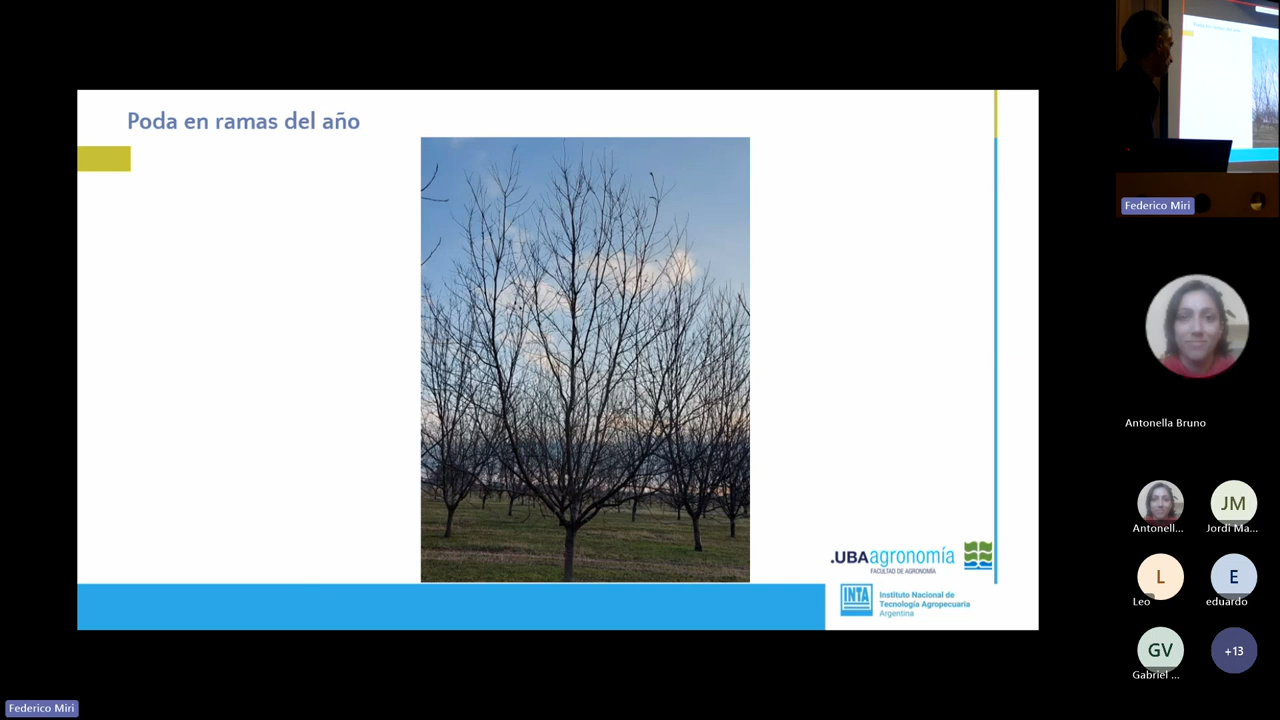 Poda en ramas del año
.UBAagronomía
FACULTAD DE AGRONOMÍA
INTA
Instituto Nacional de
Tecnología Agropecuaria
Argentina
Federico Miri
Antonella Bruno
Antonell...
JM
Jordi Ma...
L
Leo
E
eduardo
GV
Gabriel ...
+13
Federico Miri